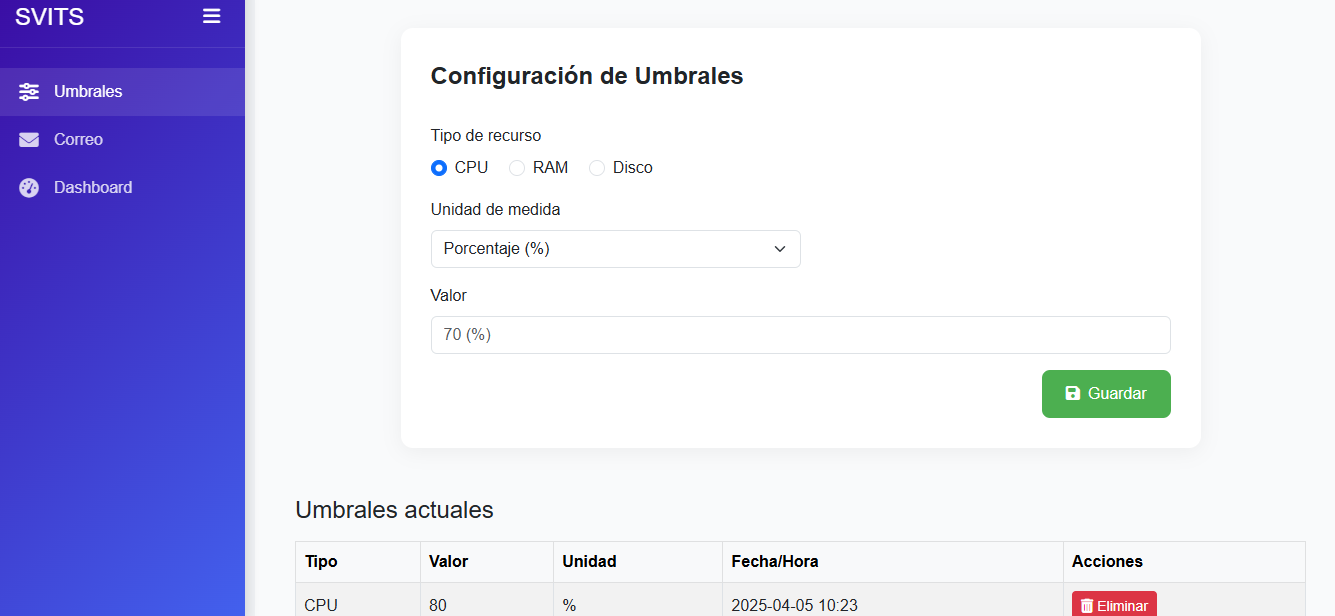 SVITS
Umbrales
Correo
Dashboard
Configuración de Umbrales
Tipo de recurso
CPU RAM Disco
Unidad de medida
Porcentaje (%)
Valor
70 (%)
Guardar
Umbrales actuales
Tipo Valor Unidad Fecha/Hora Acciones
CPU 80 % 2025-04-05 10:23 Eliminar